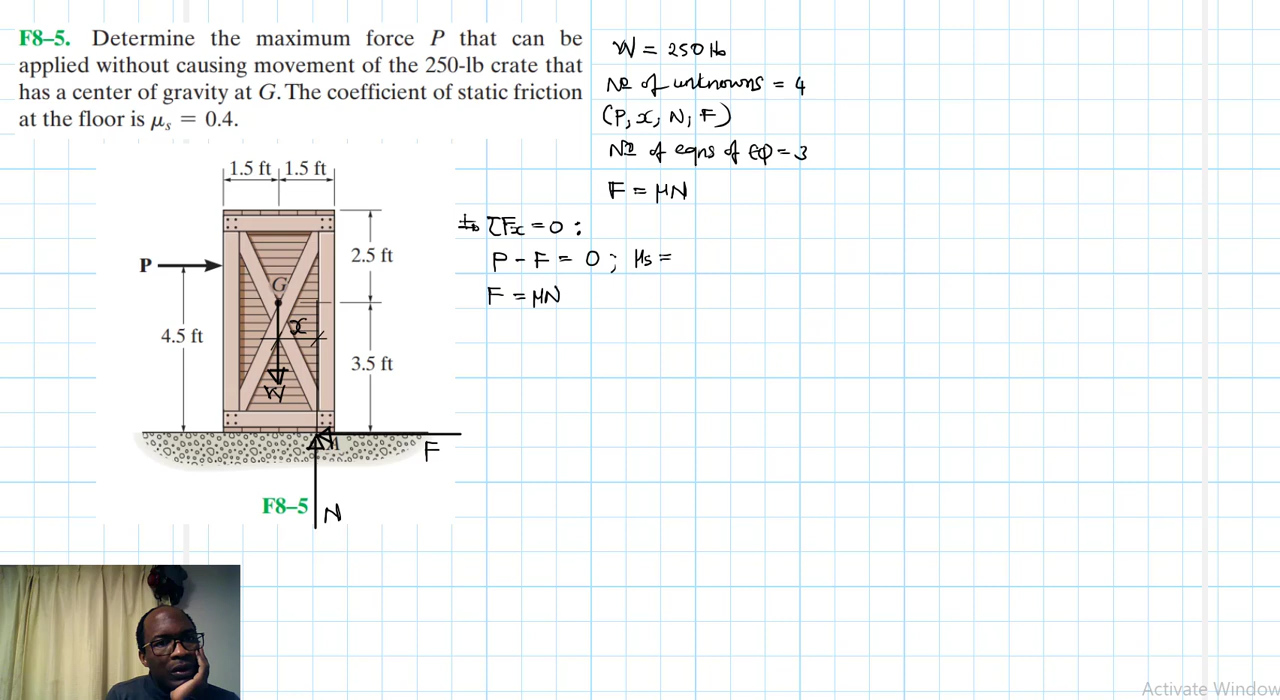 F8–5. Determine the maximum force P that can be
applied without causing movement of the 250-lb crate that
has a center of gravity at G. The coefficient of static friction
at the floor is μs = 0.4.
1.5 ft 1.5 ft
2.5 ft
P
G
4.5 ft
x
3.5 ft
W
F
F8–5
N
W = 250 lb
No of unknowns = 4
(P, x, N, F)
No of eqns of EQ = 3
F = μN
+→ ΣFx = 0 :
P - F = 0 ; μs =
F = μN
Activate Window